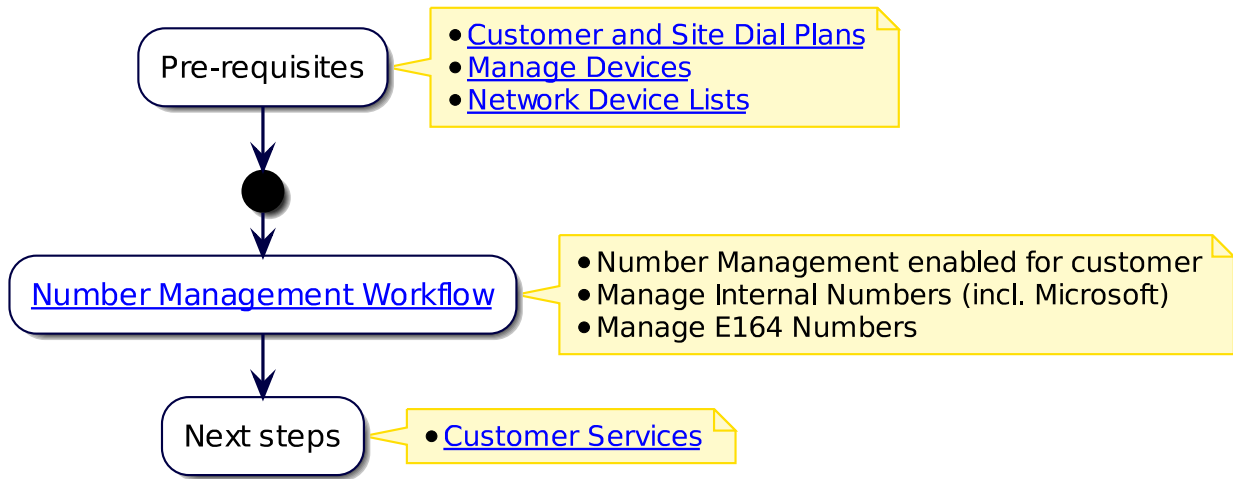 Pre-requisites
•Customer and Site Dial Plans
•Manage Devices
•Network Device Lists
Number Management Workflow
•Number Management enabled for customer
•Manage Internal Numbers (incl. Microsoft)
•Manage E164 Numbers
Next steps
•Customer Services